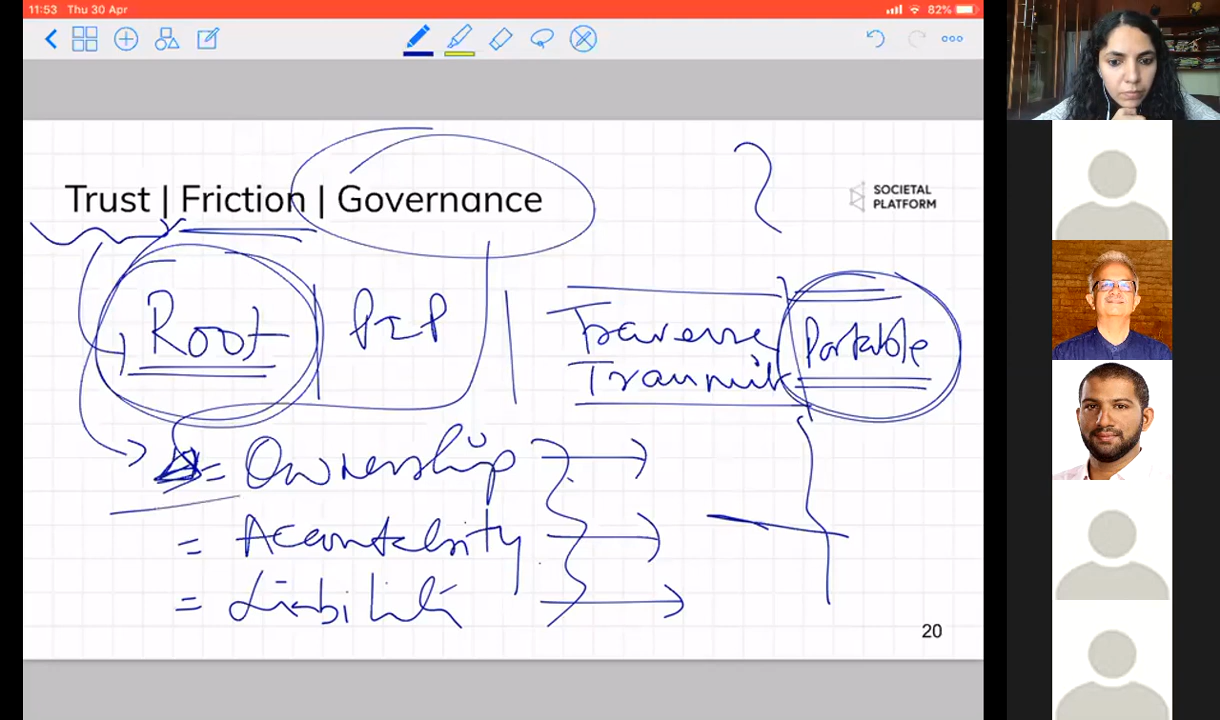 11:53 Thu 30 Apr
82%
Trust | Friction | Governance
SOCIETAL
PLATFORM
Root
P2P
Traverse
Transmit
Portable
= Ownership
= Accountability
= Liability
20